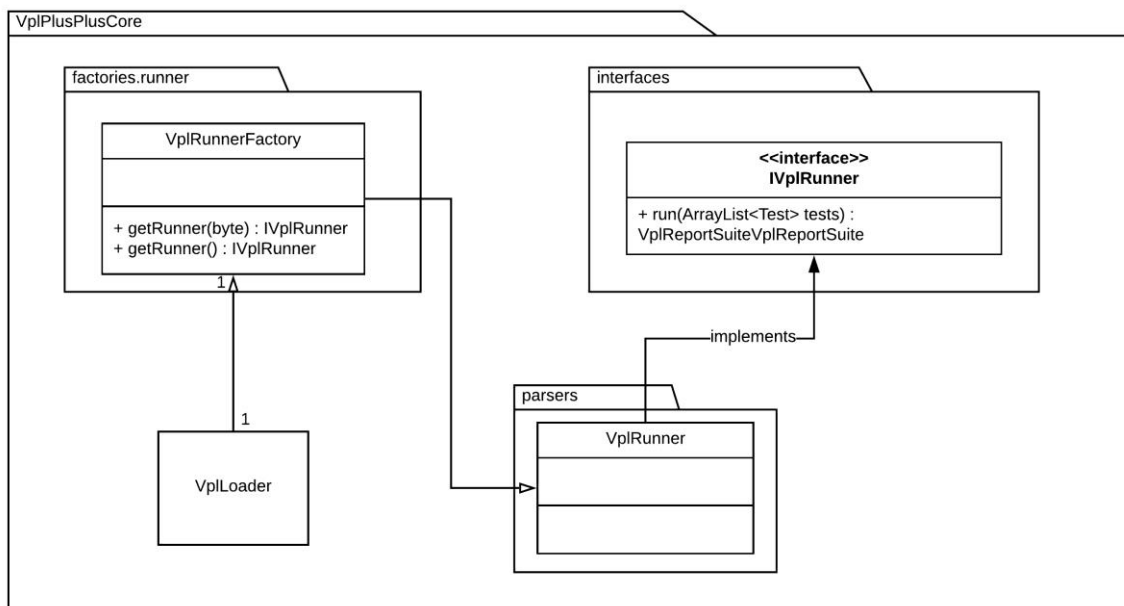 VplPlusPlusCore
factories.runner
VplRunnerFactory
+ getRunner(byte) : IVplRunner
+ getRunner() : IVplRunner
1
1
VplLoader
interfaces
<<interface>>
IVplRunner
+ run(ArrayList<Test> tests) :
VplReportSuiteVplReportSuite
implements
parsers
VplRunner